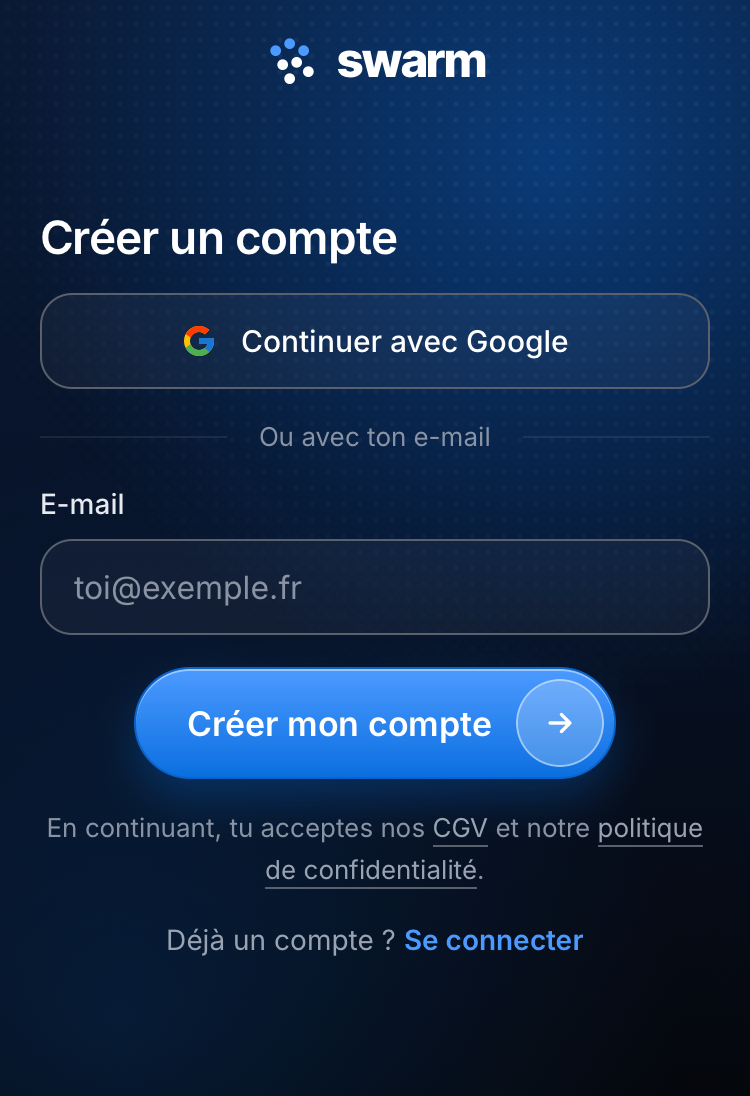 swarm
Créer un compte
Continuer avec Google
Ou avec ton e-mail
E-mail
toi@exemple.fr
Créer mon compte
En continuant, tu acceptes nos CGV et notre politique
de confidentialité.
Déjà un compte ? Se connecter